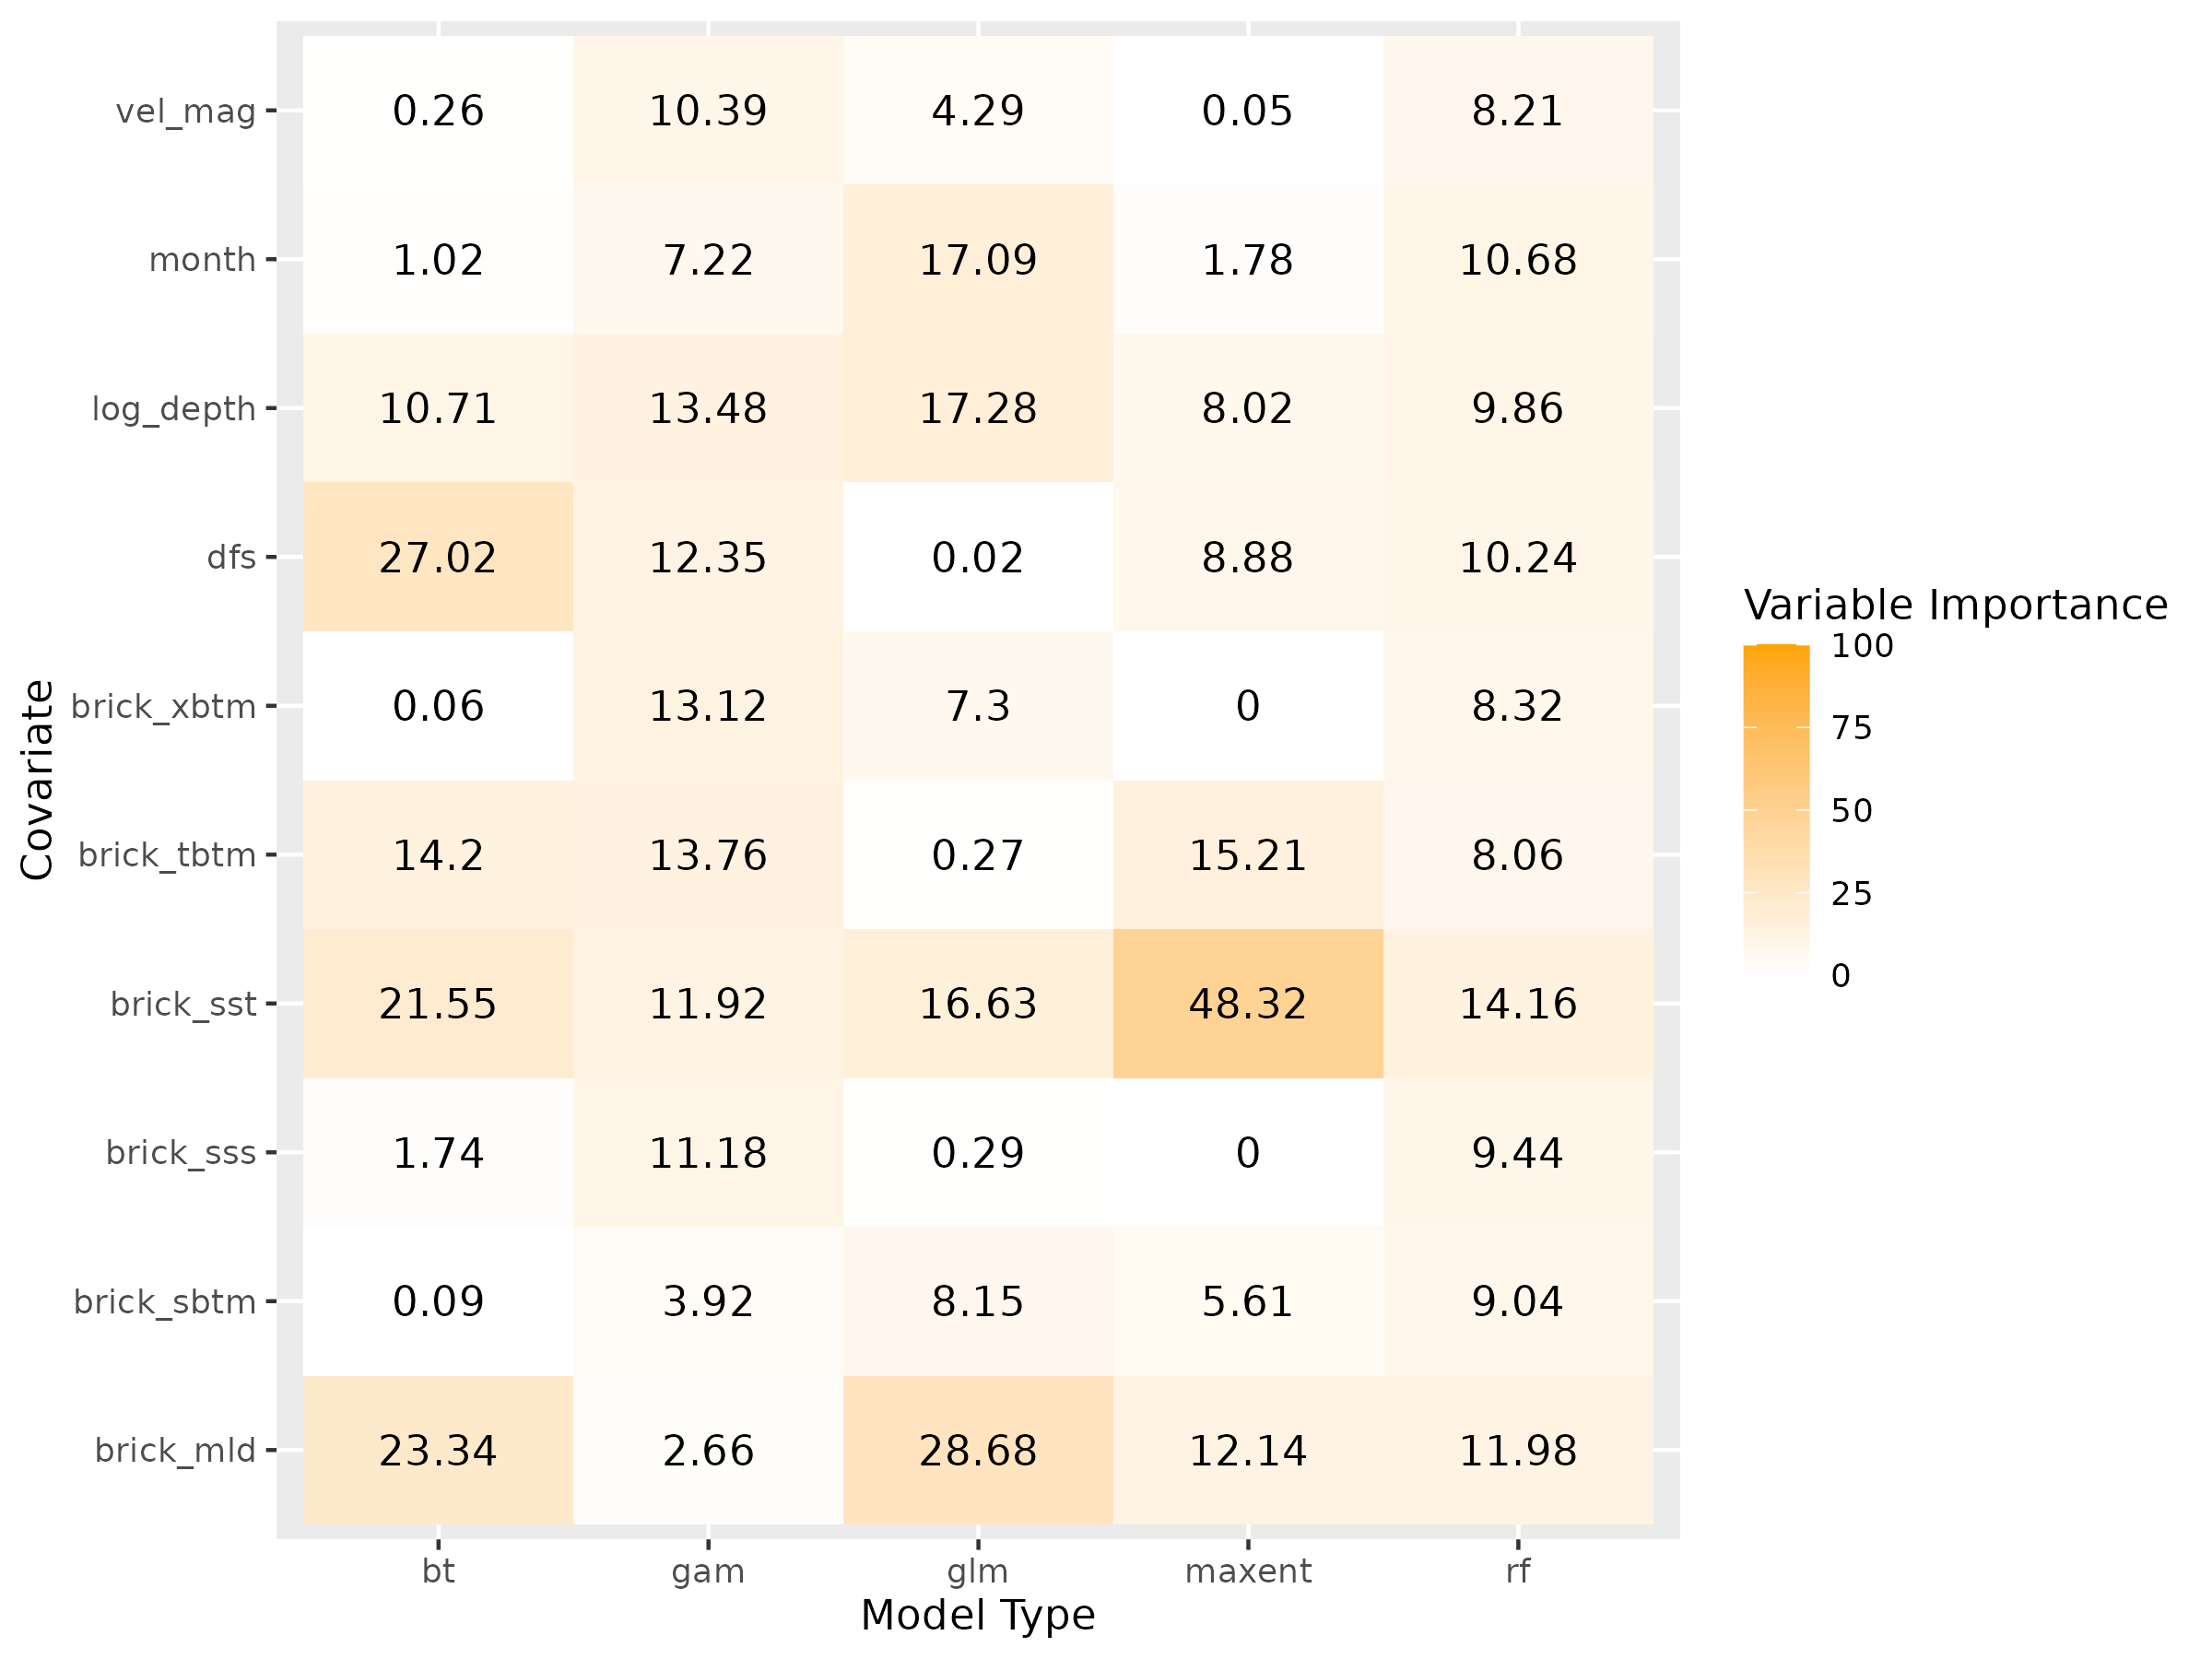 vel_mag 0.26 10.39 4.29 0.05 8.21
month 1.02 7.22 17.09 1.78 10.68
log_depth 10.71 13.48 17.28 8.02 9.86
dfs 27.02 12.35 0.02 8.88 10.24
brick_xbtm 0.06 13.12 7.3 0 8.32
brick_tbtm 14.2 13.76 0.27 15.21 8.06
brick_sst 21.55 11.92 16.63 48.32 14.16
brick_sss 1.74 11.18 0.29 0 9.44
brick_sbtm 0.09 3.92 8.15 5.61 9.04
brick_mld 23.34 2.66 28.68 12.14 11.98
bt gam glm maxent rf
Model Type
Covariate
Variable Importance
100
75
50
25
0